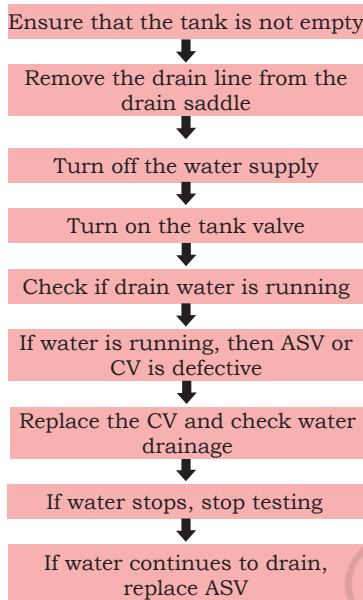 Ensure that the tank is not empty
Remove the drain line from the
drain saddle
Turn off the water supply
Turn on the tank valve
Check if drain water is running
If water is running, then ASV or
CV is defective
Replace the CV and check water
drainage
If water stops, stop testing
If water continues to drain,
replace ASV